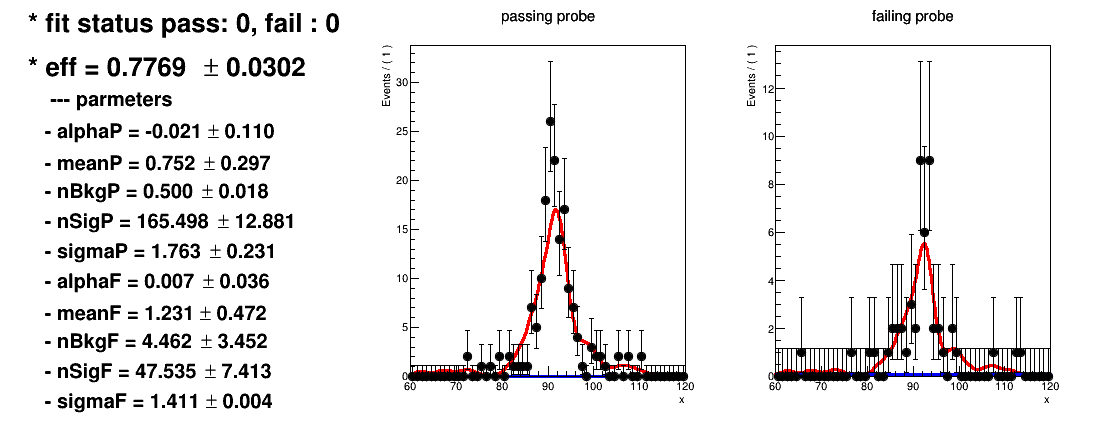 * fit status pass: 0, fail : 0
* eff = 0.7769 ± 0.0302
--- parmeters
- alphaP = -0.021 ± 0.110
- meanP = 0.752 ± 0.297
- nBkgP = 0.500 ± 0.018
- nSigP = 165.498 ± 12.881
- sigmaP = 1.763 ± 0.231
- alphaF = 0.007 ± 0.036
- meanF = 1.231 ± 0.472
- nBkgF = 4.462 ± 3.452
- nSigF = 47.535 ± 7.413
- sigmaF = 1.411 ± 0.004
passing probe
Events / ( 1 )
30
25
20
15
10
5
0
60 70 80 90 100 110 120
x
failing probe
Events / ( 1 )
12
10
8
6
4
2
0
60 70 80 90 100 110 120
x